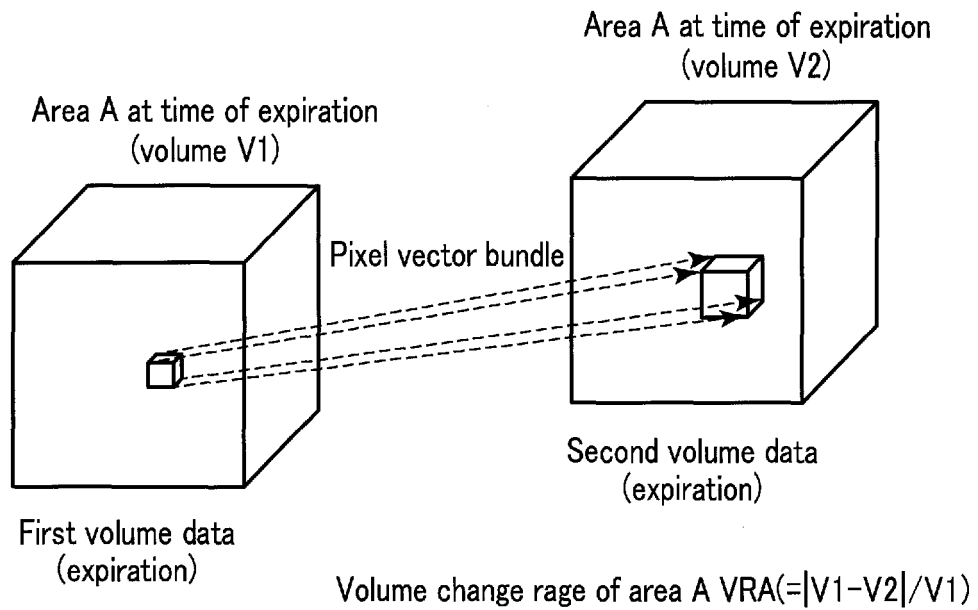 Area A at time of expiration
(volume V2)
Area A at time of expiration
(volume V1)
Pixel vector bundle
Second volume data
(expiration)
First volume data
(expiration)
Volume change rage of area A VRA(=|V1-V2|/V1)